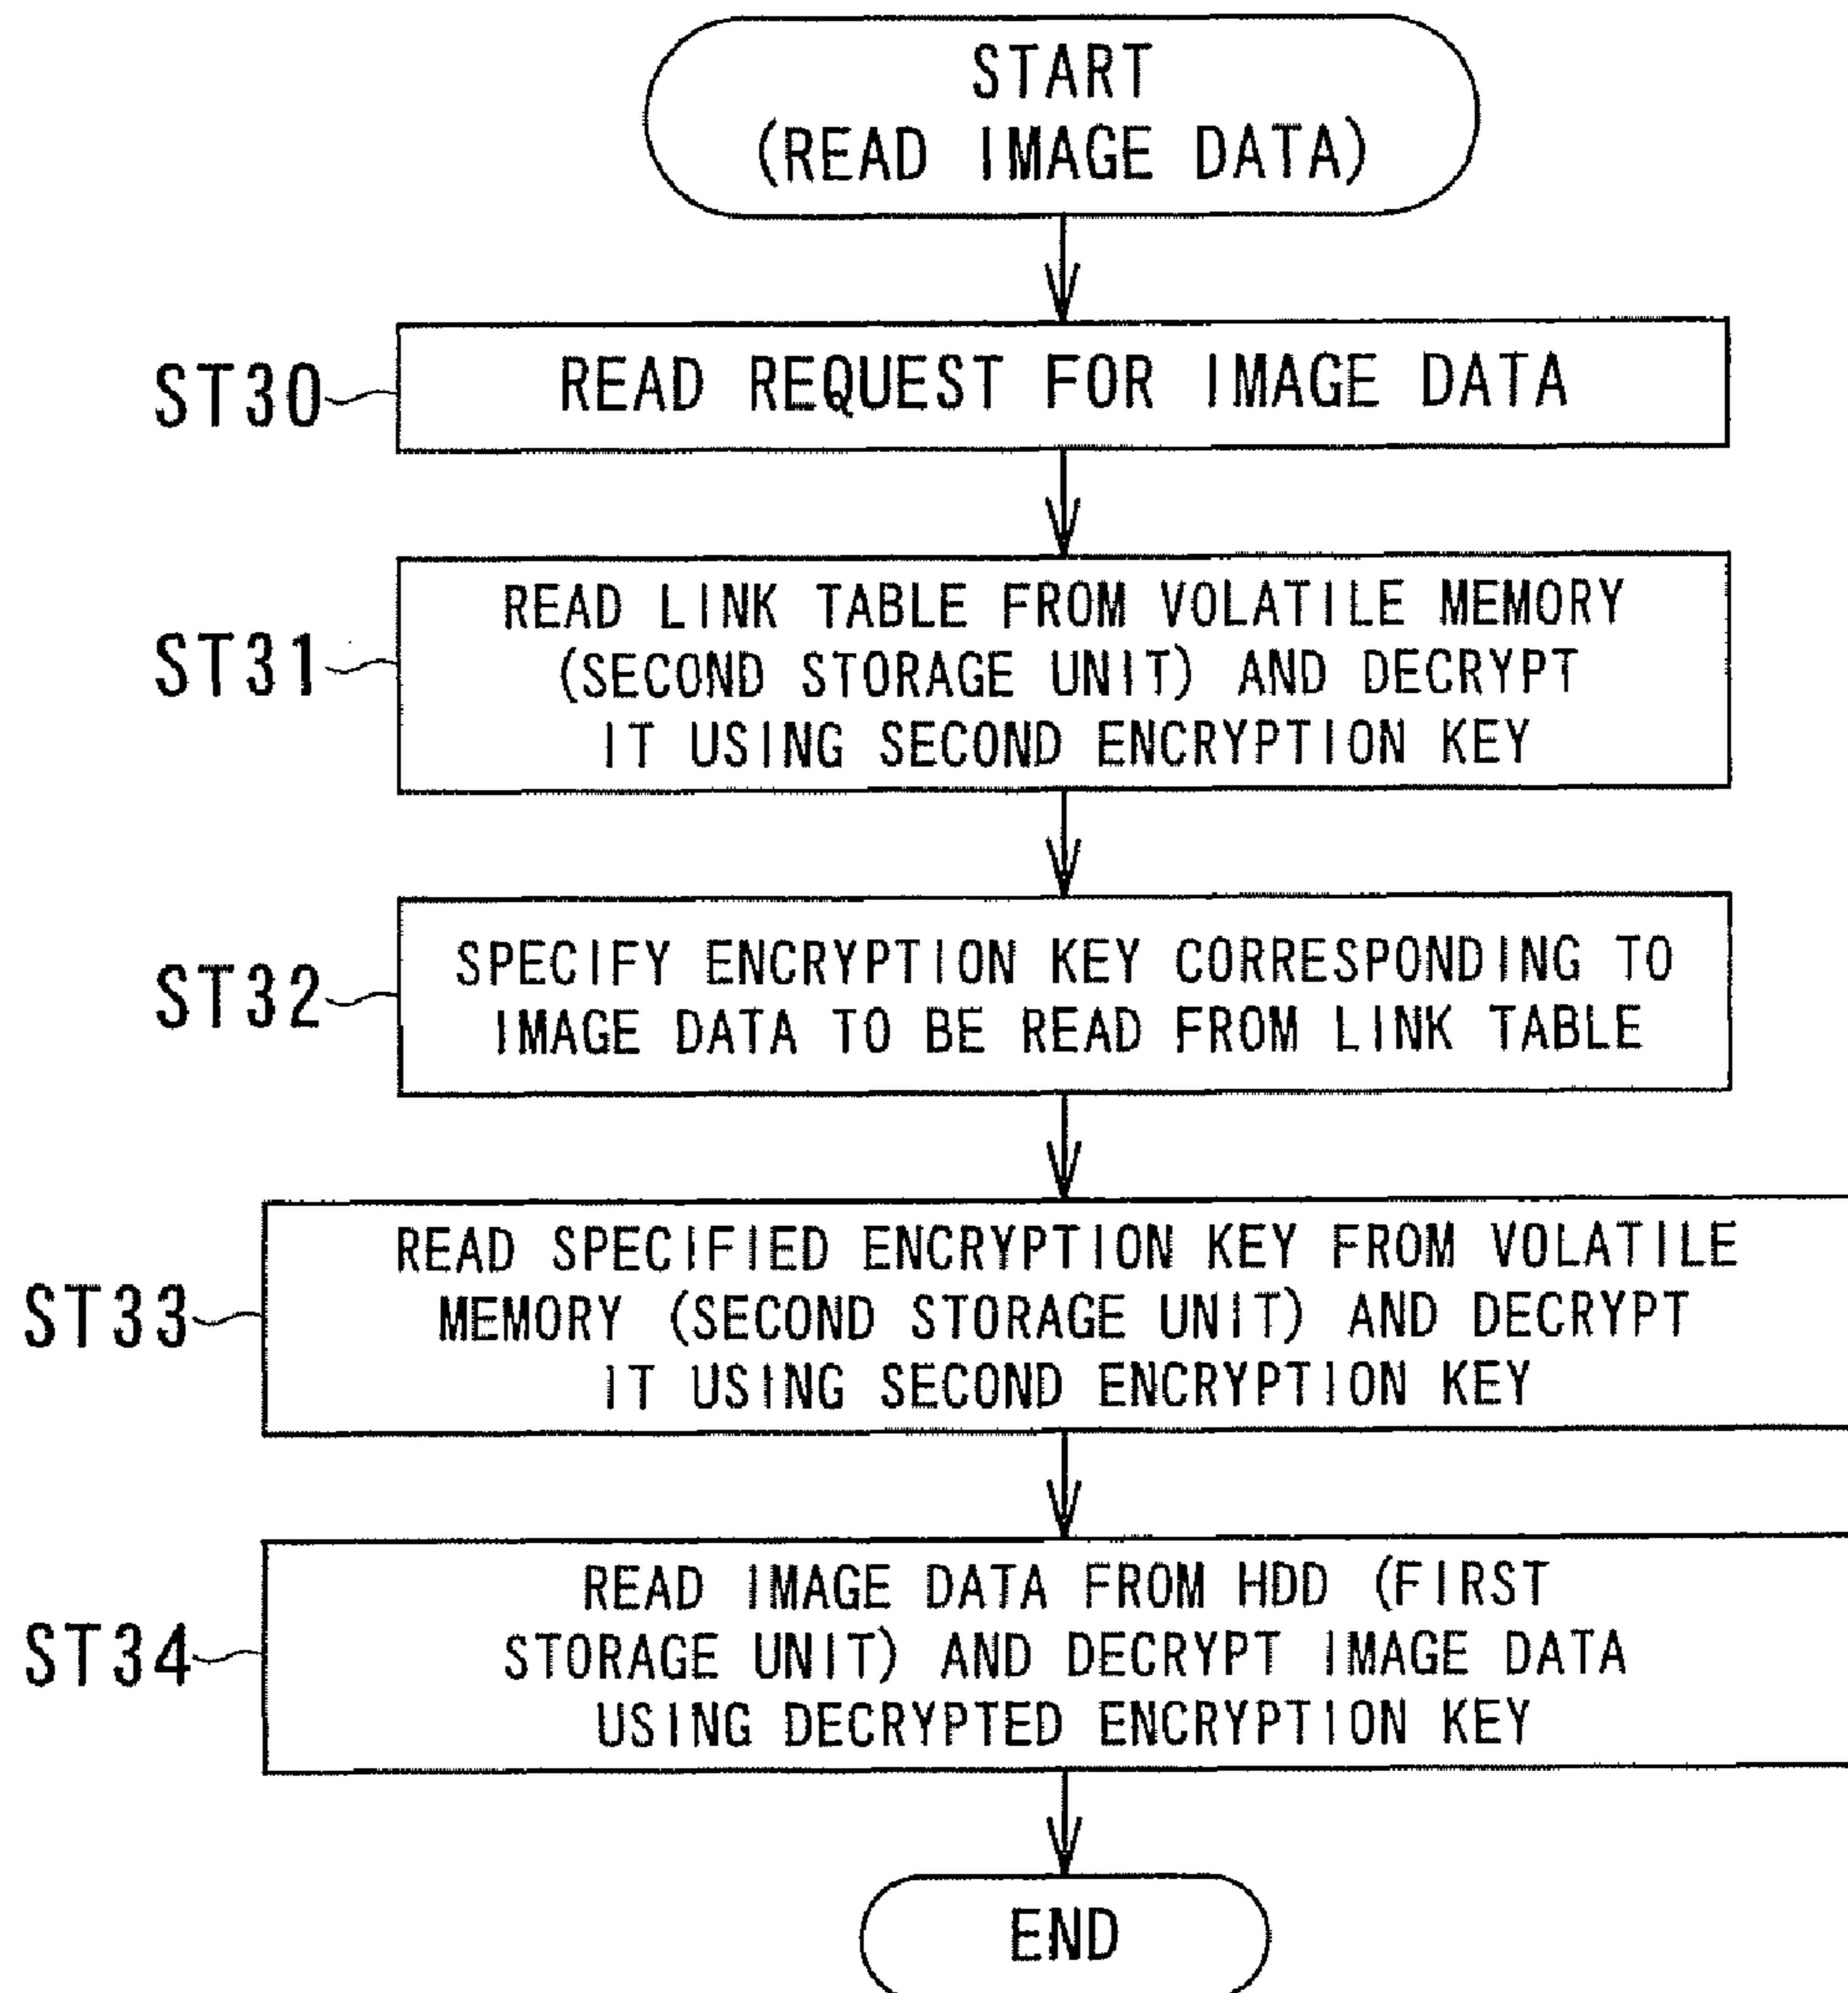 START
(READ IMAGE DATA)
ST30
READ REQUEST FOR IMAGE DATA
ST31
READ LINK TABLE FROM VOLATILE MEMORY
(SECOND STORAGE UNIT) AND DECRYPT
IT USING SECOND ENCRYPTION KEY
ST32
SPECIFY ENCRYPTION KEY CORRESPONDING TO
IMAGE DATA TO BE READ FROM LINK TABLE
ST33
READ SPECIFIED ENCRYPTION KEY FROM VOLATILE
MEMORY (SECOND STORAGE UNIT) AND DECRYPT
IT USING SECOND ENCRYPTION KEY
ST34
READ IMAGE DATA FROM HDD (FIRST
STORAGE UNIT) AND DECRYPT IMAGE DATA
USING DECRYPTED ENCRYPTION KEY
END